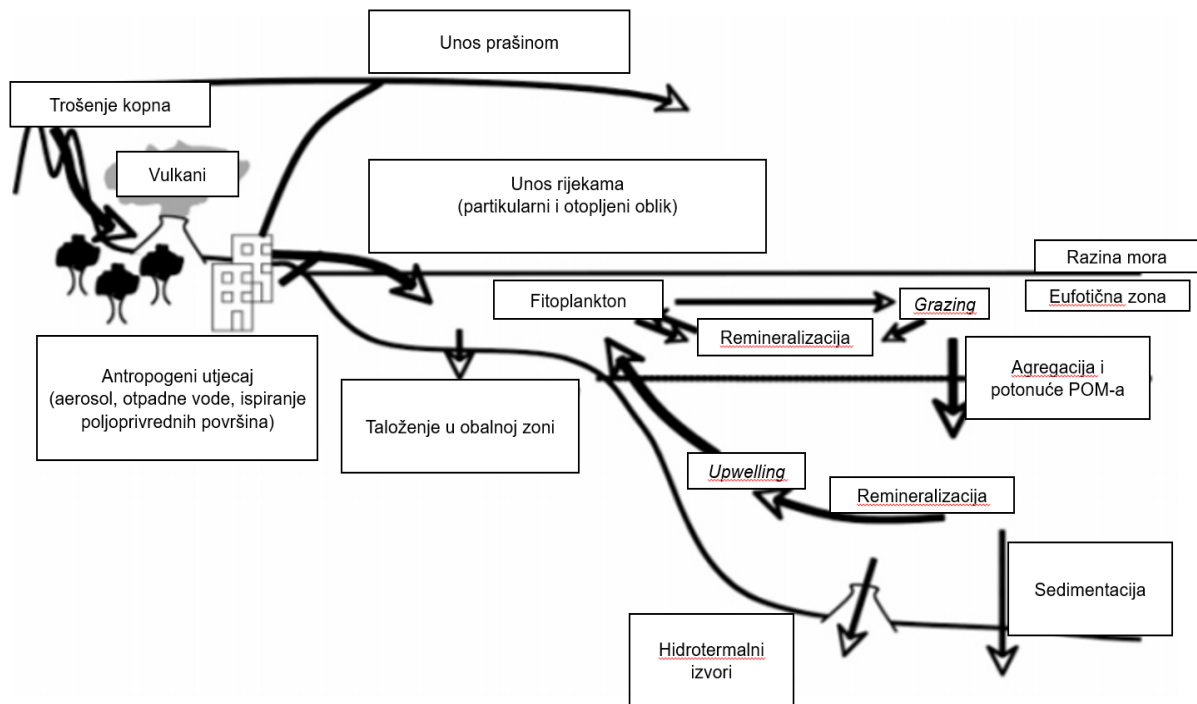 Unos prašinom
Trošenje kopna
Vulkani
Unos rijekama
(partikularni i otopljeni oblik)
Razina mora
Eufotična zona
Fitoplankton
Grazing
Remineralizacija
Antropogeni utjecaj
(aerosol, otpadne vode, ispiranje
poljoprivrednih površina)
Agregacija i
potonuće POM-a
Taloženje u obalnoj zoni
Upwelling
Remineralizacija
Sedimentacija
Hidrotermalni
izvori